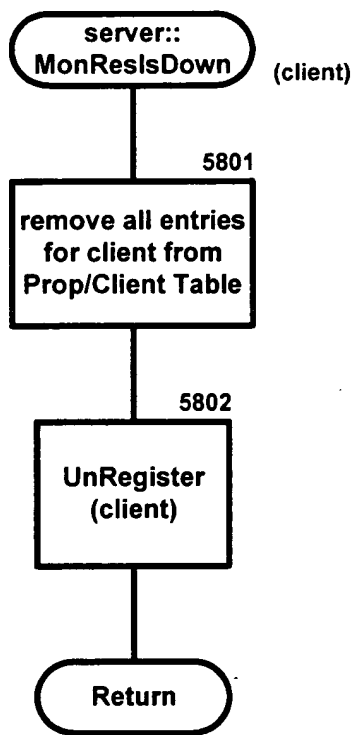 server::
MonResIsDown
(client)
5801
remove all entries
for client from
Prop/Client Table
5802
UnRegister
(client)
Return